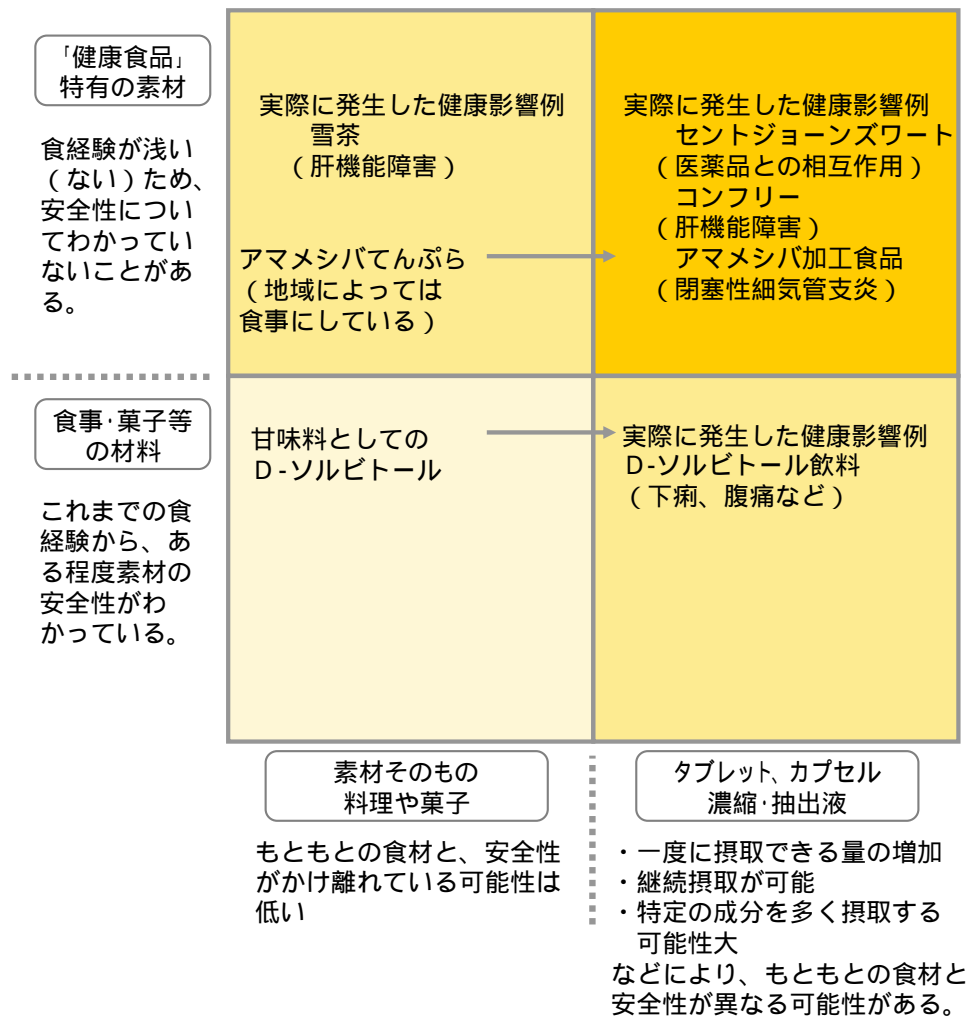 「健康食品」
特有の素材
食経験が浅い
(ない)ため、
安全性につい
てわかってい
ないことがあ
る。
実際に発生した健康影響例
雪茶
(肝機能障害)
アマメシバてんぷら
(地域によっては
食事にしている)
実際に発生した健康影響例
セントジョーンズワート
(医薬品との相互作用)
コンフリー
(肝機能障害)
アマメシバ加工食品
(閉塞性細気管支炎)
食事・菓子等
の材料
これまでの食
経験から、あ
る程度素材の
安全性がわ
かっている。
甘味料としての
D-ソルビトール
実際に発生した健康影響例
D-ソルビトール飲料
(下痢、腹痛など)
素材そのもの
料理や菓子
もともとの食材と、安全性
がかけ離れている可能性は
低い
タブレット、カプセル
濃縮・抽出液
・一度に摂取できる量の増加
・継続摂取が可能
・特定の成分を多く摂取する
可能性大
などにより、もともとの食材と
安全性が異なる可能性がある。